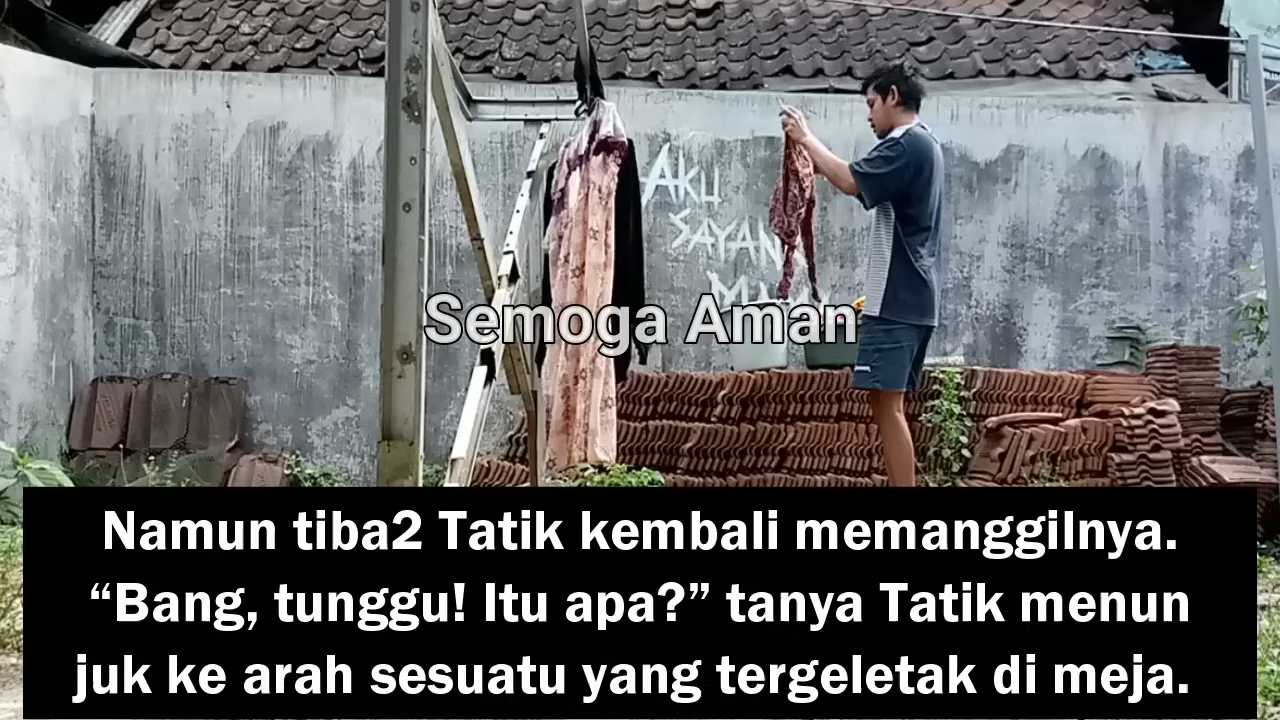 AKU
SAYANG
Semoga Aman
Namun tiba2 Tatik kembali memanggilnya.
“Bang, tunggu! Itu apa?” tanya Tatik menun
juk ke arah sesuatu yang tergeletak di meja.